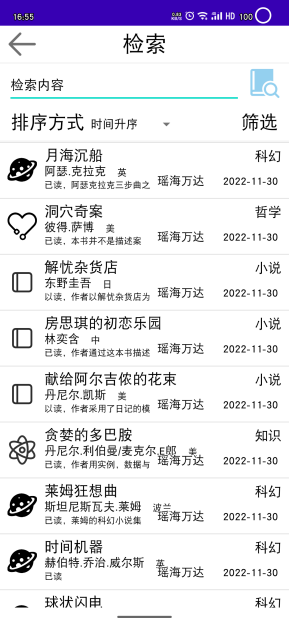 16:55 0.83 KB/S HD 100
检索
检索内容
排序方式 时间升序 筛选
月海沉船 科幻
阿瑟.克拉克 英
已读，阿瑟克拉克三步曲之 瑶海万达 2022-11-30
洞穴奇案 哲学
彼得.萨博 美
已读，本书并不是描述案 瑶海万达 2022-11-30
解忧杂货店 小说
东野圭吾 日
以读，作者以解忧杂货店为 瑶海万达 2022-11-30
房思琪的初恋乐园 小说
林奕含 中
已读，作者通过这本书描述 瑶海万达 2022-11-30
献给阿尔吉侬的花束 小说
丹尼尔.凯斯 美
以读，作者采用了日记的模 瑶海万达 2022-11-30
贪婪的多巴胺 知识
丹尼尔.利伯曼/麦克尔.E郎 美
已读，作者用实例，数据与 瑶海万达 2022-11-30
莱姆狂想曲 科幻
斯坦尼斯瓦夫.莱姆 波兰
已读，莱姆的科幻小说集 瑶海万达 2022-11-30
时间机器 科幻
赫伯特.乔治.威尔斯 英
已读 瑶海万达 2022-11-30
球状闪电 科幻